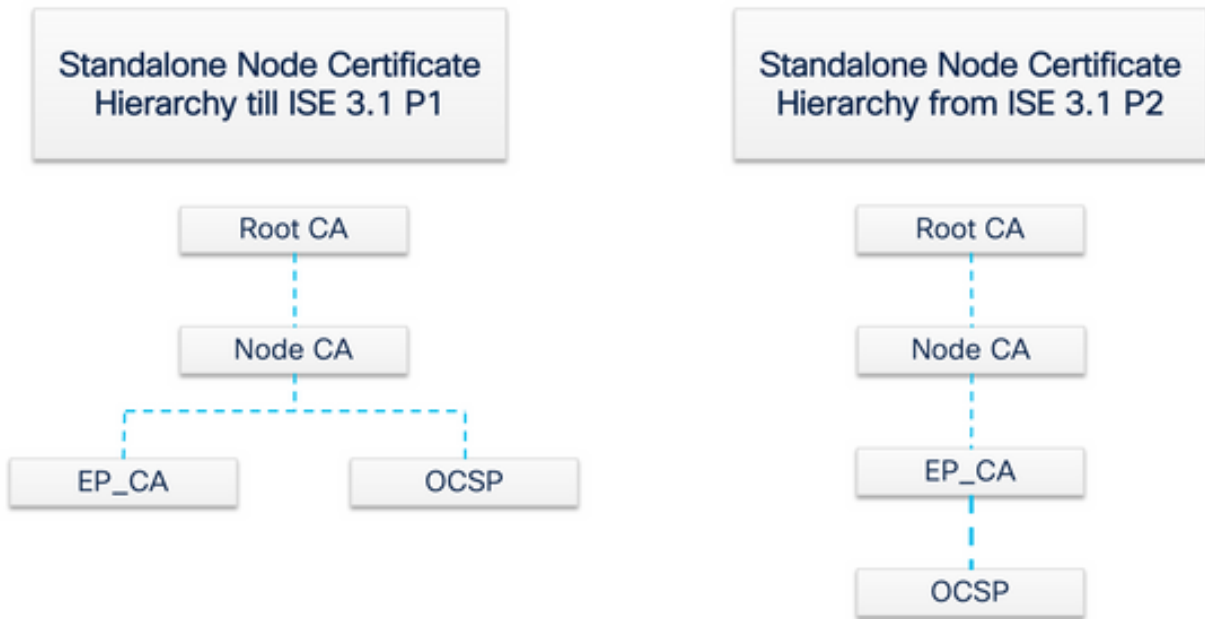 Standalone Node Certificate
Hierarchy till ISE 3.1 P1
Root CA
Node CA
EP_CA
OCSP
Standalone Node Certificate
Hierarchy from ISE 3.1 P2
Root CA
Node CA
EP_CA
OCSP